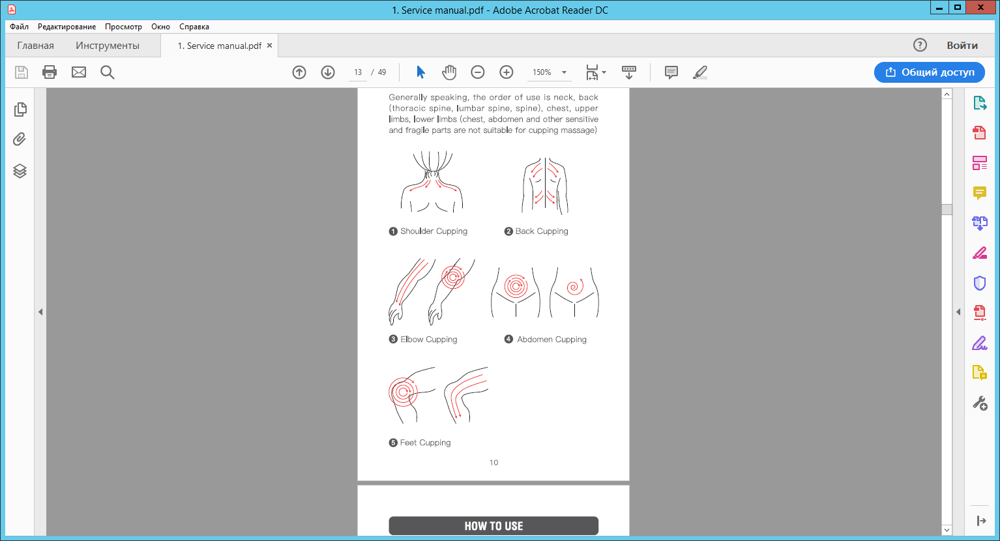 1. Service manual.pdf - Adobe Acrobat Reader DC
Файл Редактирование Просмотр Окно Справка
Главная Инструменты 1. Service manual.pdf × ? Войти
13 / 49 150% Общий доступ
Generally speaking, the order of use is neck, back
(thoracic spine, lumbar spine, spine), chest, upper
limbs, lower limbs (chest, abdomen and other sensitive
and fragile parts are not suitable for cupping massage)
1 Shoulder Cupping
2 Back Cupping
3 Elbow Cupping
4 Abdomen Cupping
5 Feet Cupping
10
HOW TO USE